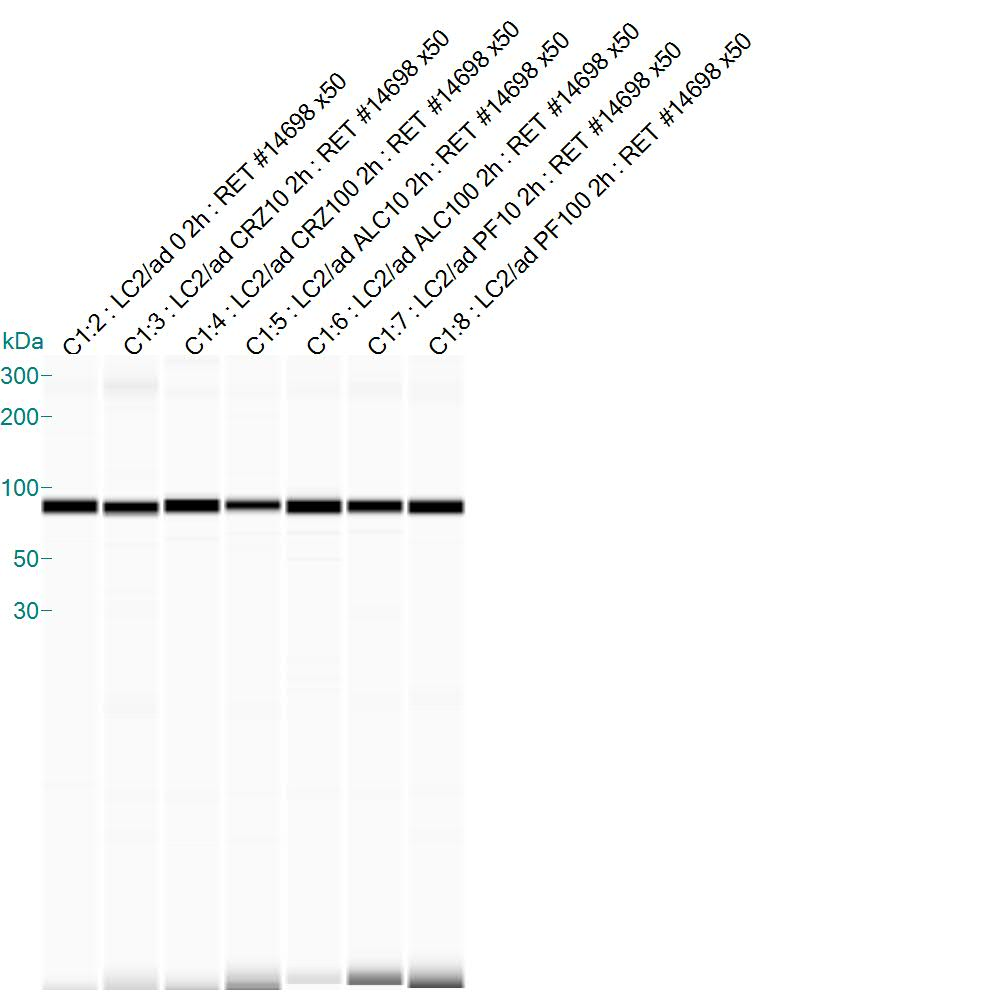 C1:2 : LC2/ad 0 2h : RET #14698 x50
C1:3 : LC2/ad CRZ10 2h : RET #14698 x50
C1:4 : LC2/ad CRZ100 2h : RET #14698 x50
C1:5 : LC2/ad ALC10 2h : RET #14698 x50
C1:6 : LC2/ad ALC100 2h : RET #14698 x50
C1:7 : LC2/ad PF10 2h : RET #14698 x50
C1:8 : LC2/ad PF100 2h : RET #14698 x50
kDa
300
200
100
50
30